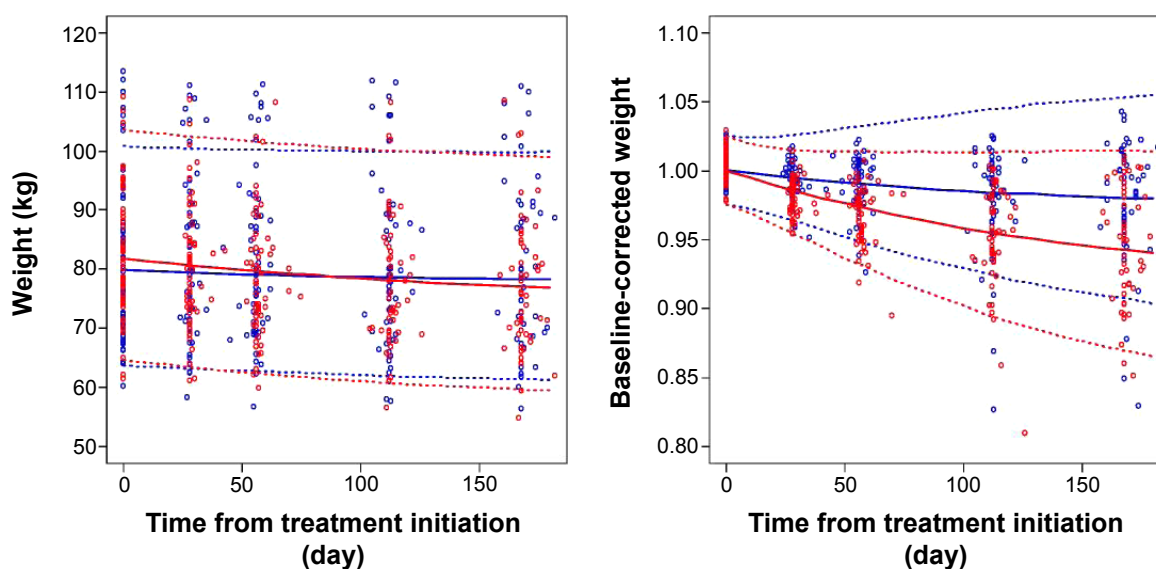 120
110
100
90
80
70
60
50
Weight (kg)
0 50 100 150
Time from treatment initiation
(day)
1.10
1.05
1.00
0.95
0.90
0.85
0.80
Baseline-corrected weight
0 50 100 150
Time from treatment initiation
(day)